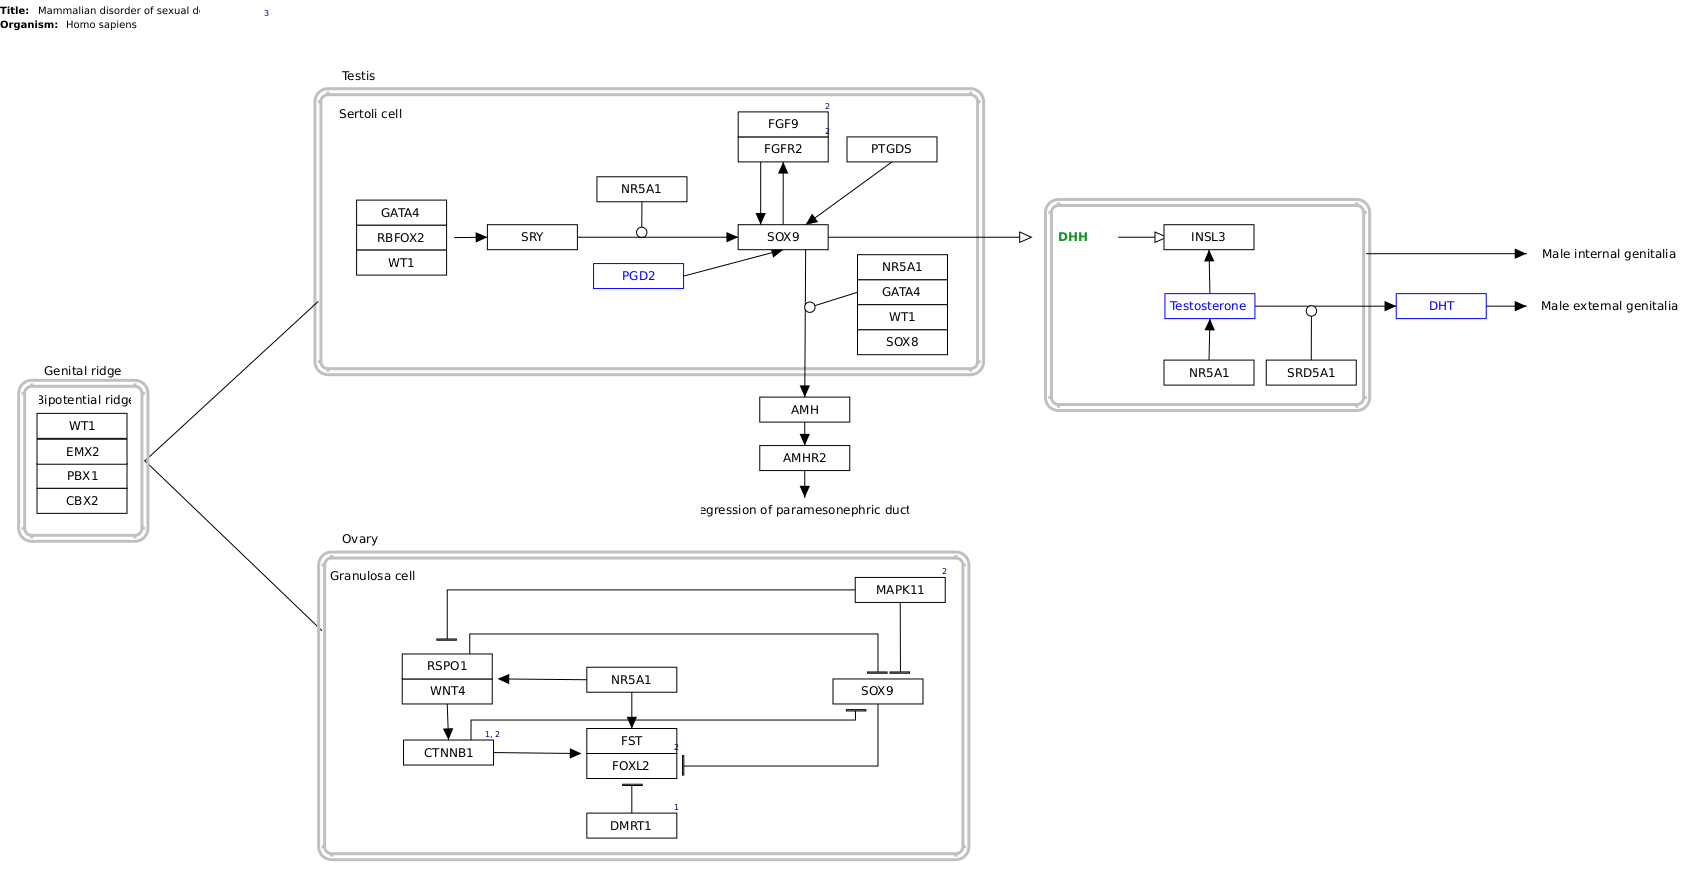 Title: Mammalian disorder of sexual d
3
Organism: Homo sapiens
Testis
Sertoli cell
2
FGF9
2
FGFR2
PTGDS
NR5A1
GATA4
RBFOX2
WT1
SRY
SOX9
PGD2
NR5A1
GATA4
WT1
SOX8
DHH
INSL3
Testosterone
NR5A1
SRD5A1
DHT
Male internal genitalia
Male external genitalia
Genital ridge
Bipotential ridge
WT1
EMX2
PBX1
CBX2
AMH
AMHR2
egression of paramesonephric duct
Ovary
Granulosa cell
2
MAPK11
RSPO1
WNT4
NR5A1
SOX9
1, 2
CTNNB1
FST
2
FOXL2
1
DMRT1